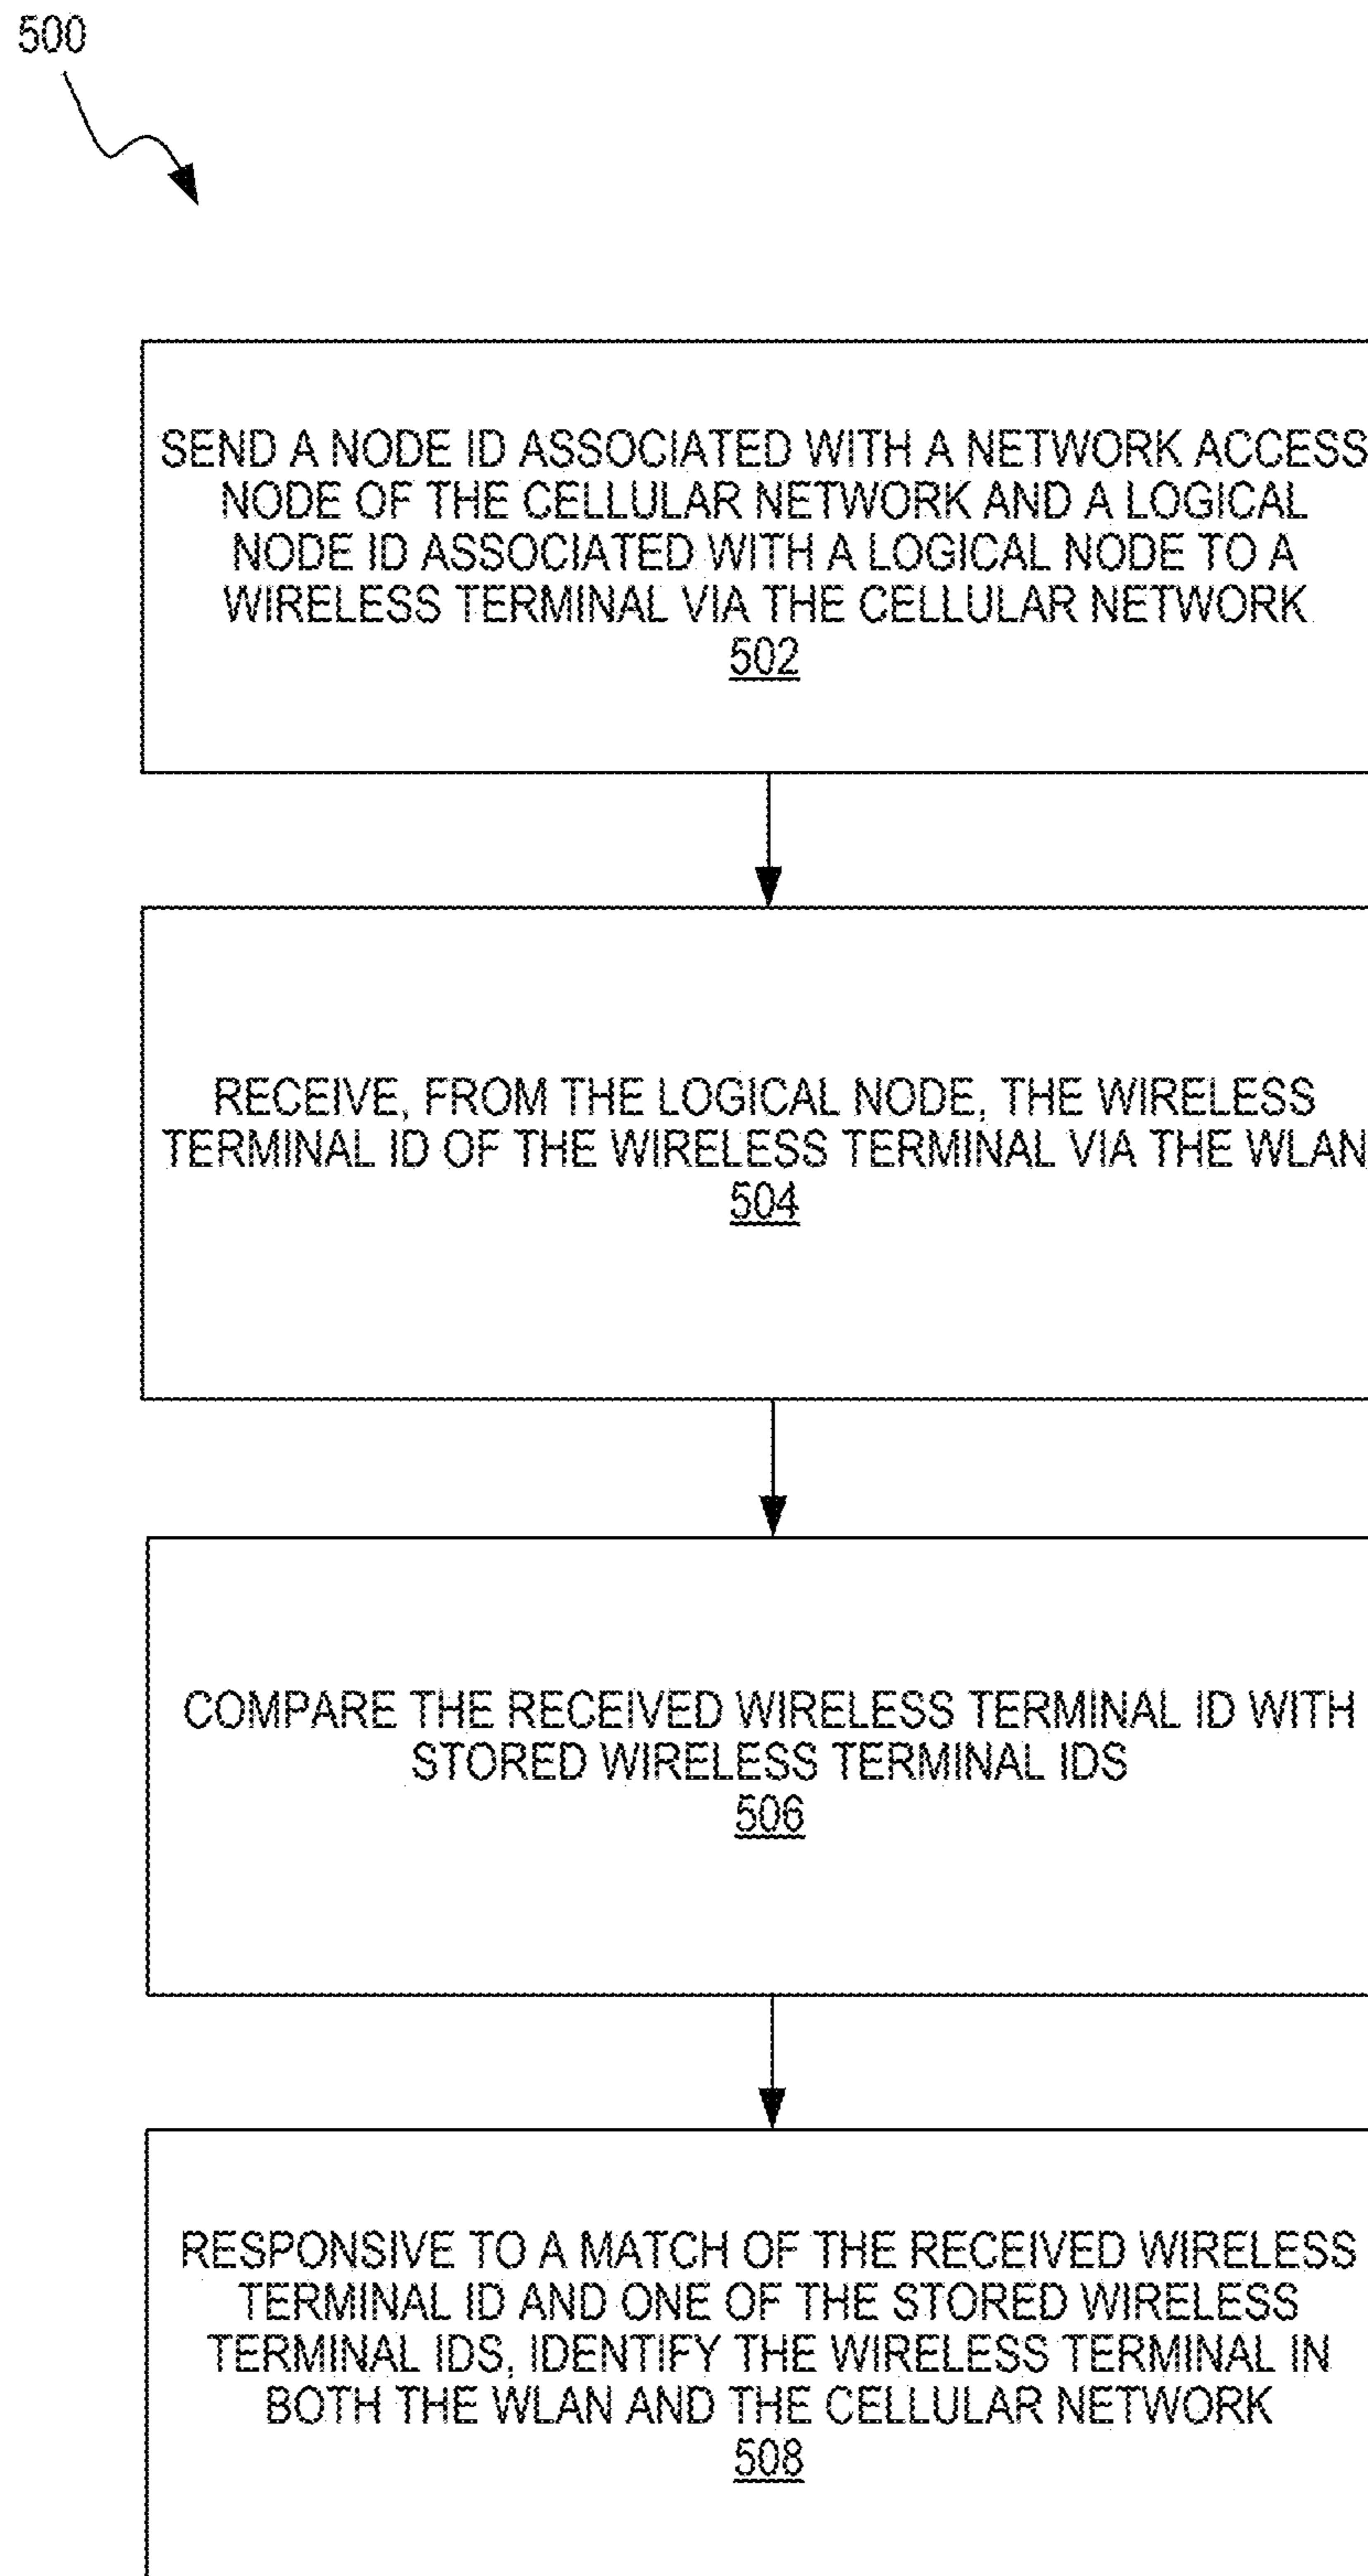 500
SEND A NODE ID ASSOCIATED WITH A NETWORK ACCESS
NODE OF THE CELLULAR NETWORK AND A LOGICAL
NODE ID ASSOCIATED WITH A LOGICAL NODE TO A
WIRELESS TERMINAL VIA THE CELLULAR NETWORK
502
RECEIVE, FROM THE LOGICAL NODE, THE WIRELESS
TERMINAL ID OF THE WIRELESS TERMINAL VIA THE WLAN
504
COMPARE THE RECEIVED WIRELESS TERMINAL ID WITH
STORED WIRELESS TERMINAL IDS
506
RESPONSIVE TO A MATCH OF THE RECEIVED WIRELESS
TERMINAL ID AND ONE OF THE STORED WIRELESS
TERMINAL IDS, IDENTIFY THE WIRELESS TERMINAL IN
BOTH THE WLAN AND THE CELLULAR NETWORK
508